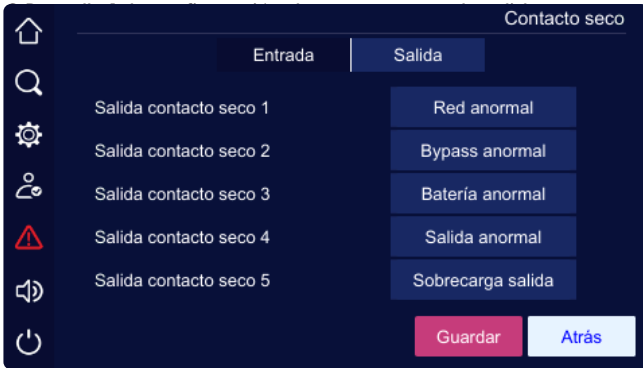 Contacto seco
Entrada
Salida
Salida contacto seco 1
Red anormal
Salida contacto seco 2
Bypass anormal
Salida contacto seco 3
Batería anormal
Salida contacto seco 4
Salida anormal
Salida contacto seco 5
Sobrecarga salida
Guardar
Atrás